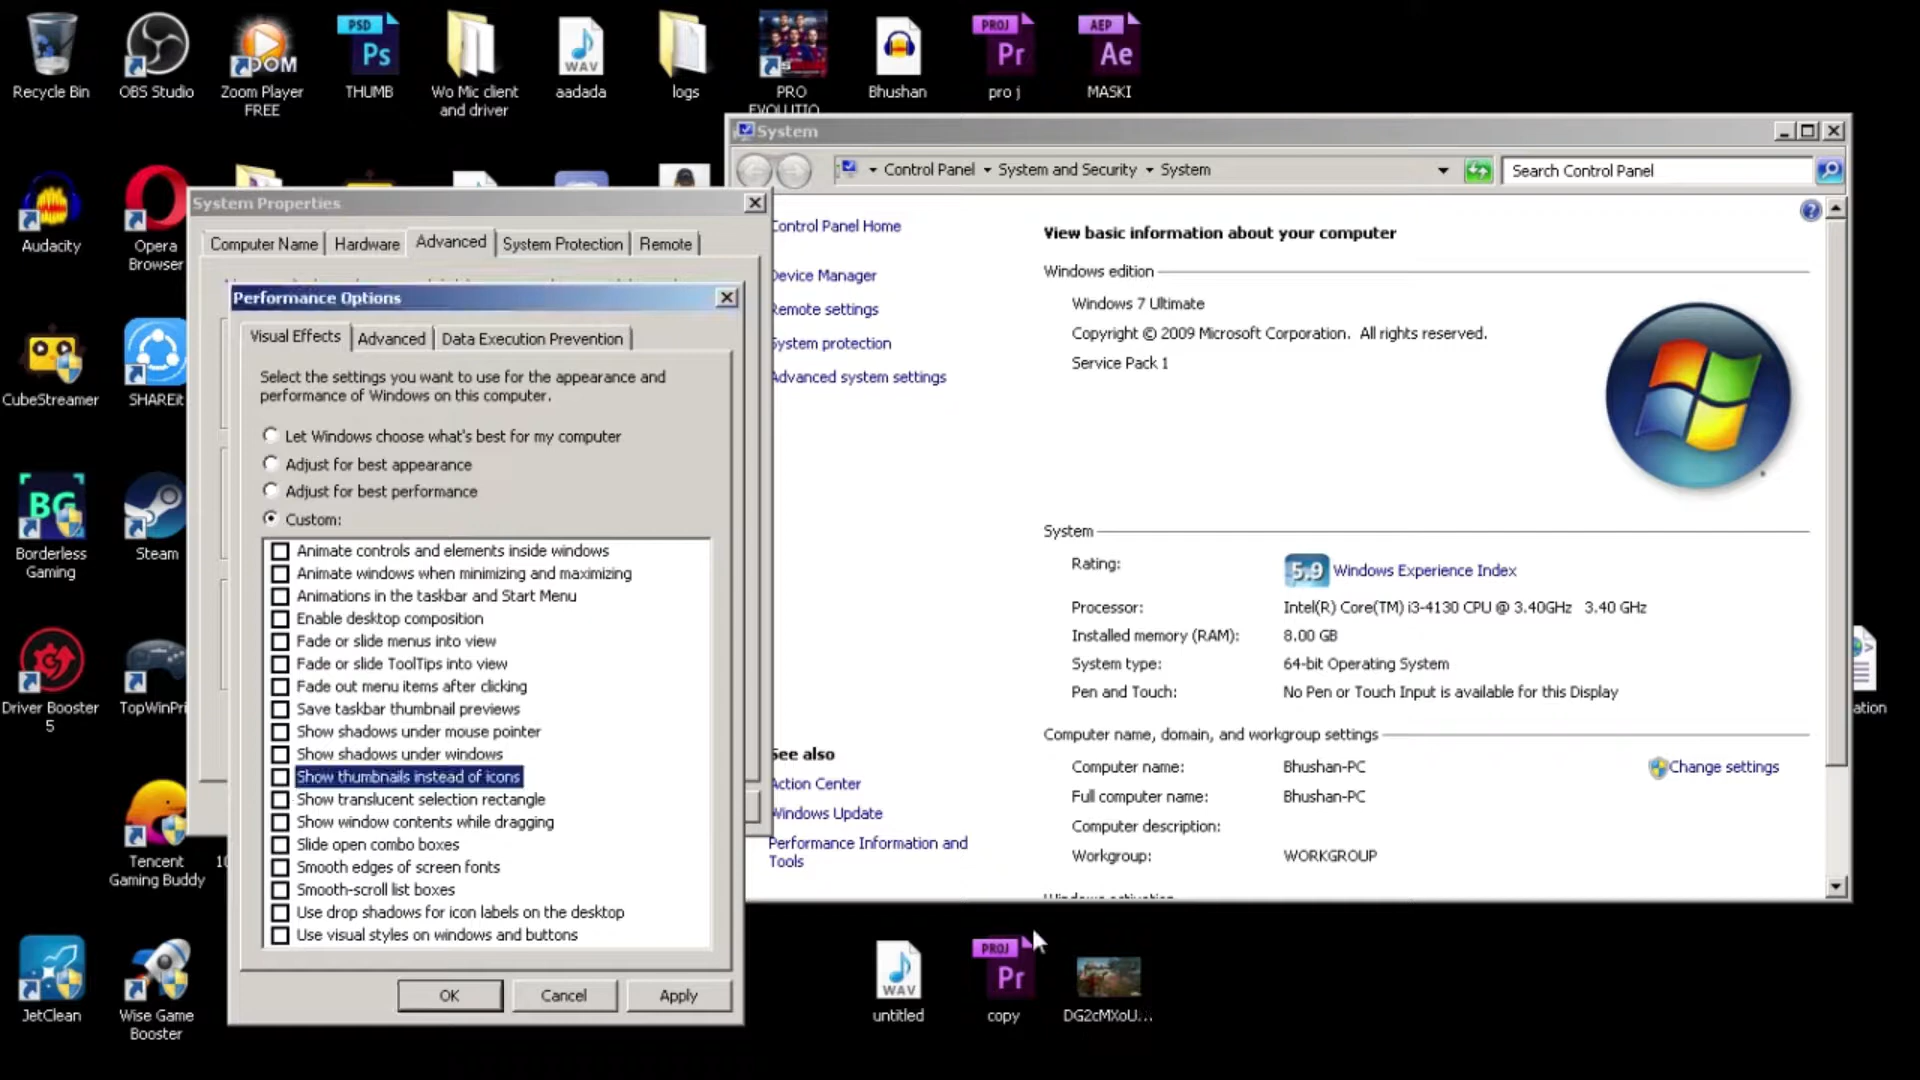 Recycle Bin
OBS Studio
Zoom Player
FREE
PSD
Ps
THUMB
Wo Mic client
and driver
WAV
aadada
logs
PRO
EVOLUTIO
Bhushan
PROJ
Pr
pro j
AEP
Ae
MASKI
Audacity
Opera
Browser
CubeStreamer
SHAREit
BG
Borderless
Gaming
Steam
Driver Booster
5
TopWinPri
Tencent
Gaming Buddy
JetClean
Wise Game
Booster
System
Control Panel
System and Security
System
Search Control Panel
Control Panel Home
Device Manager
Remote settings
System protection
Advanced system settings
See also
Action Center
Windows Update
Performance Information and
Tools
View basic information about your computer
Windows edition
Windows 7 Ultimate
Copyright © 2009 Microsoft Corporation. All rights reserved.
Service Pack 1
System
Rating:
5.9
Windows Experience Index
Processor:
Intel(R) Core(TM) i3-4130 CPU @ 3.40GHz 3.40 GHz
Installed memory (RAM):
8.00 GB
System type:
64-bit Operating System
Pen and Touch:
No Pen or Touch Input is available for this Display
Computer name, domain, and workgroup settings
Computer name:
Bhushan-PC
Change settings
Full computer name:
Bhushan-PC
Computer description:
Workgroup:
WORKGROUP
System Properties
Computer Name
Hardware
Advanced
System Protection
Remote
Performance Options
Visual Effects
Advanced
Data Execution Prevention
Select the settings you want to use for the appearance and
performance of Windows on this computer.
Let Windows choose what's best for my computer
Adjust for best appearance
Adjust for best performance
Custom:
Animate controls and elements inside windows
Animate windows when minimizing and maximizing
Animations in the taskbar and Start Menu
Enable desktop composition
Fade or slide menus into view
Fade or slide ToolTips into view
Fade out menu items after clicking
Save taskbar thumbnail previews
Show shadows under mouse pointer
Show shadows under windows
Show thumbnails instead of icons
Show translucent selection rectangle
Show window contents while dragging
Slide open combo boxes
Smooth edges of screen fonts
Smooth-scroll list boxes
Use drop shadows for icon labels on the desktop
Use visual styles on windows and buttons
OK
Cancel
Apply
WAV
untitled
PROJ
Pr
copy
DG2cMXoU...
ation